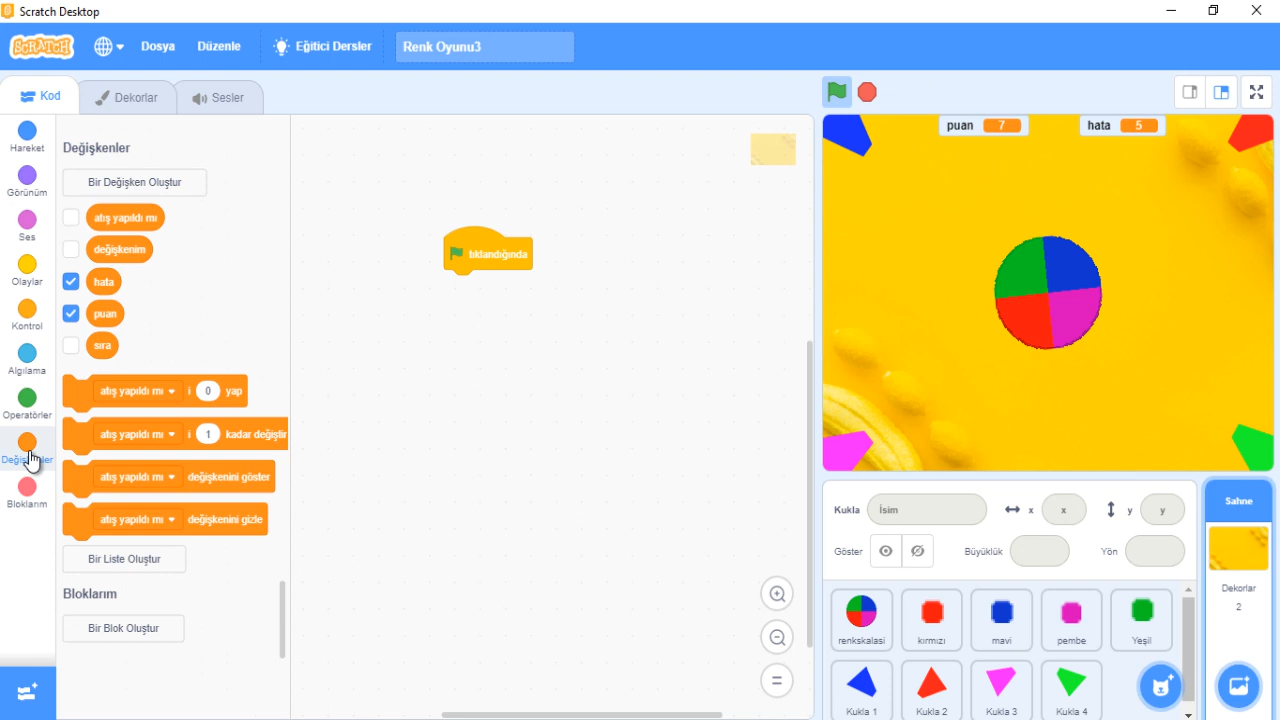 Scratch Desktop
SCRATCH
Dosya
Düzenle
Eğitici Dersler
Renk Oyunu3
Kod
Dekorlar
Sesler
Hareket
Görünüm
Ses
Olaylar
Kontrol
Algılama
Operatörler
Bloklarım
Değişkenler
Bir Değişken Oluştur
atış yapıldı mı
değişkenim
hata
puan
sıra
atış yapıldı mı i 0 yap
atış yapıldı mı i 1 kadar değiştir
atış yapıldı mı değişkenini göster
atış yapıldı mı değişkenini gizle
Bir Liste Oluştur
Bloklarım
Bir Blok Oluştur
tıklandığında
puan 7
hata 5
Kukla İsim x x y y
Göster Büyüklük Yön
Sahne
Dekorlar
2
renkskalasi
kırmızı
mavi
pembe
Yeşil
Kukla 1
Kukla 2
Kukla 3
Kukla 4